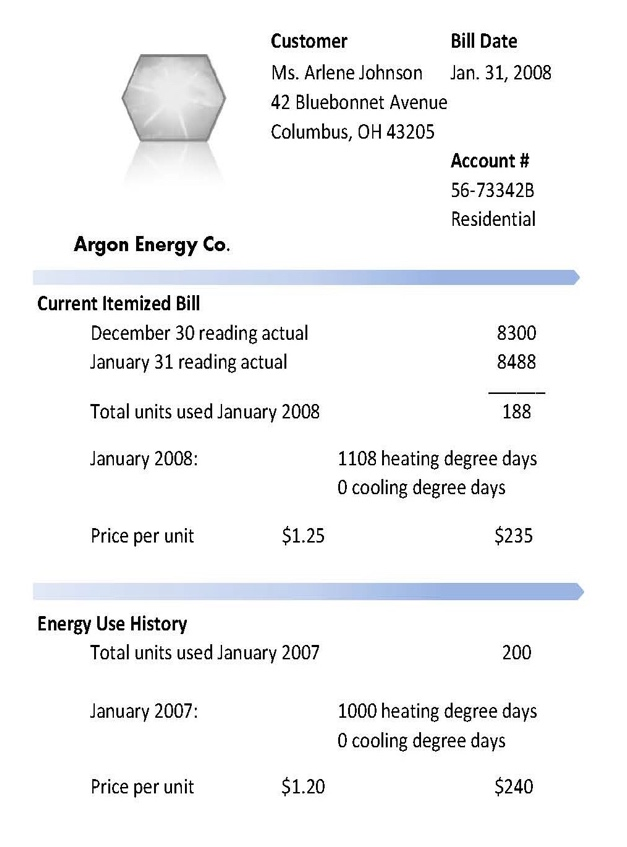 Customer Bill Date
Ms. Arlene Johnson Jan. 31, 2008
42 Bluebonnet Avenue
Columbus, OH 43205
Account #
56-73342B
Residential
Argon Energy Co.
Current Itemized Bill
December 30 reading actual 8300
January 31 reading actual 8488
Total units used January 2008 188
January 2008: 1108 heating degree days
0 cooling degree days
Price per unit $1.25 $235
Energy Use History
Total units used January 2007 200
January 2007: 1000 heating degree days
0 cooling degree days
Price per unit $1.20 $240